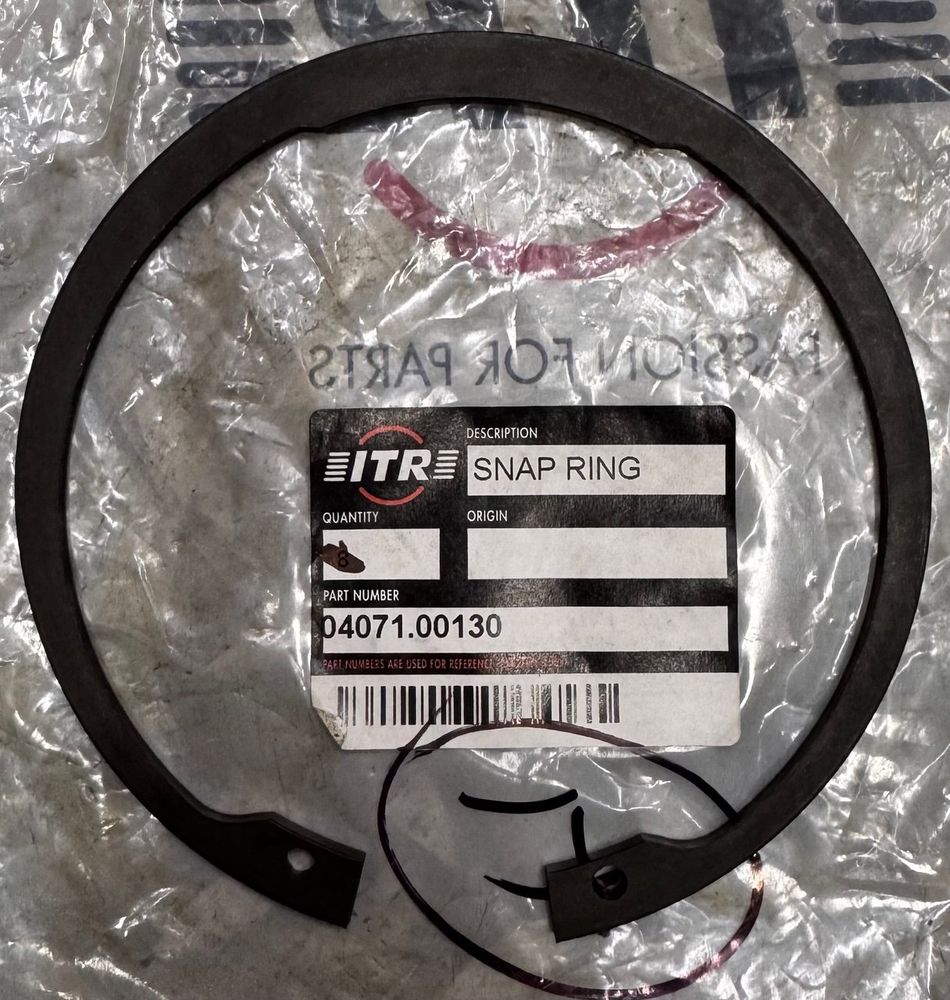 PASSION FOR PARTS
ITR
DESCRIPTION
SNAP RING
QUANTITY
ORIGIN
8
PART NUMBER
04071.00130
PART NUMBERS ARE USED FOR REFERENCE